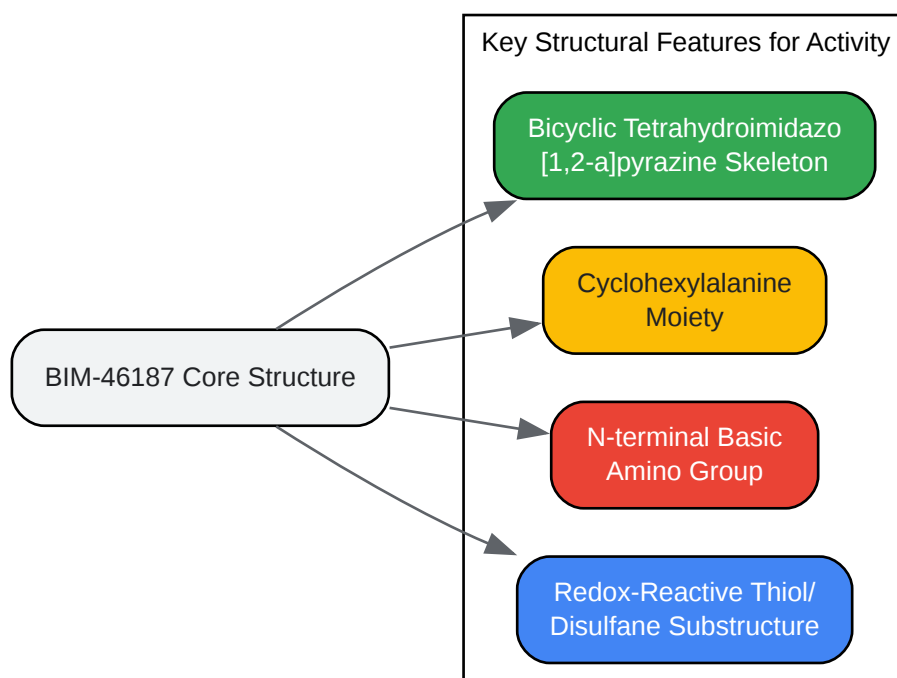 Key Structural Features for Activity
Bicyclic Tetrahydroimidazo
[1,2-a]pyrazine Skeleton
Cyclohexylalanine
Moiety
BIM-46187 Core Structure
N-terminal Basic
Amino Group
Redox-Reactive Thiol/
Disulfane Substructure